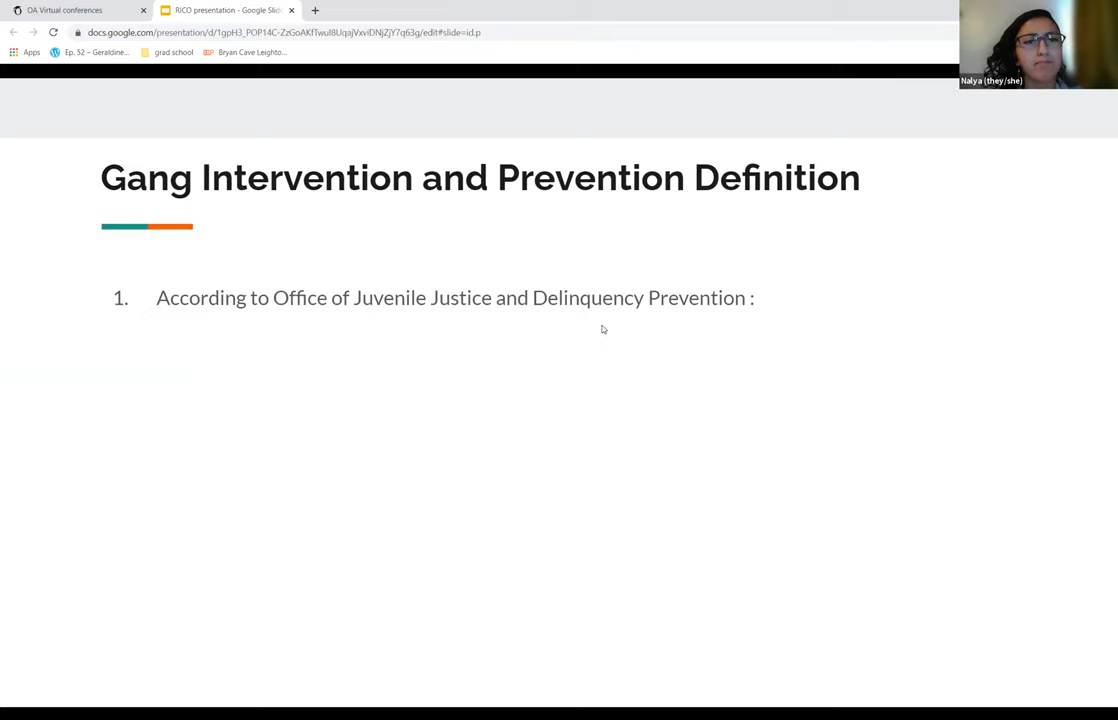 OA Virtual conferences
RICO presentation - Google Slid
docs.google.com/presentation/d/1gpH3_POP14C-ZzGoAKfTwuI8UqajVxviDNjZjY7q63g/edit#slide=id.p
Apps
Ep. 52 – Geraldine...
grad school
Bryan Cave Leighto...
Nalya (they/she)
Gang Intervention and Prevention Definition
1. According to Office of Juvenile Justice and Delinquency Prevention :